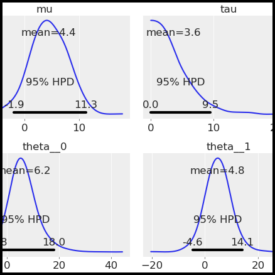 mu
tau
mean=4.4
mean=3.6
95% HPD
95% HPD
1.9
11.3
0.0
9.5
0
10
0
10
theta__0
theta__1
mean=6.2
mean=4.8
95% HPD
95% HPD
18.0
-4.6
14.1
0
20
40
−20
0
20